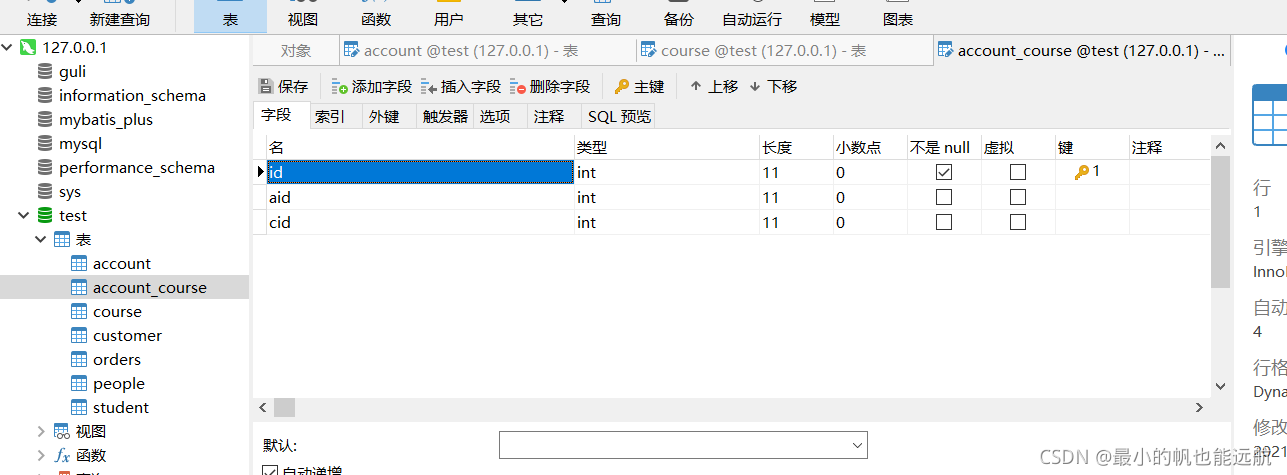 连接 新建查询 表 视图 函数 用户 其它 查询 备份 自动运行 模型 图表
127.0.0.1
guli
information_schema
mybatis_plus
mysql
performance_schema
sys
test
表
account
account_course
course
customer
orders
people
student
视图
函数
对象 account @test (127.0.0.1) - 表 course @test (127.0.0.1) - 表 account_course @test (127.0.0.1) - ...
保存 添加字段 插入字段 删除字段 主键 上移 下移
字段 索引 外键 触发器 选项 注释 SQL 预览
名 类型 长度 小数点 不是 null 虚拟 键 注释
id int 11 0 1
aid int 11 0
cid int 11 0
默认:
自动递增
行
1
引擎
InnoI
自动
4
行格
Dyna
修改
2021
CSDN @最小的帆也能远航